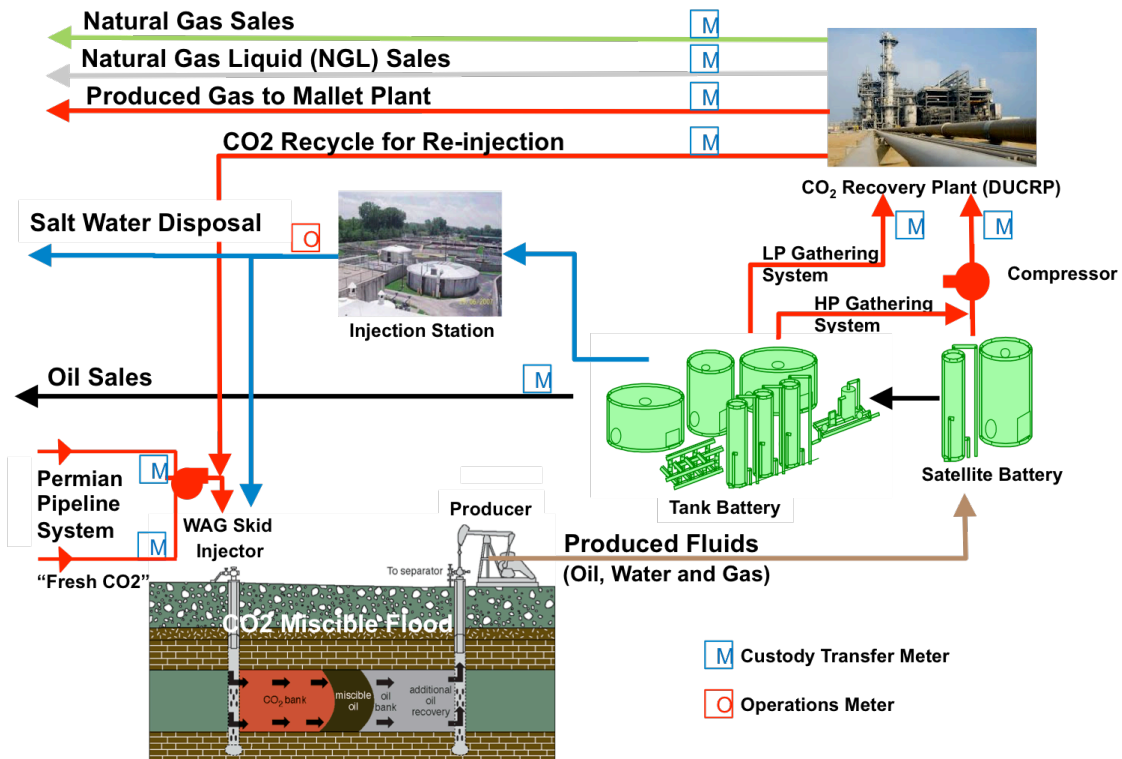 Natural Gas Sales
M
Natural Gas Liquid (NGL) Sales
M
Produced Gas to Mallet Plant
M
CO2 Recycle for Re-injection
M
CO₂ Recovery Plant (DUCRP)
Salt Water Disposal
O
M
M
LP Gathering
System
Compressor
HP Gathering
System
Injection Station
Oil Sales
M
Satellite Battery
Tank Battery
Permian
Pipeline
System
M
M
"Fresh CO2"
WAG Skid
Injector
Producer
To separator
Produced Fluids
(Oil, Water and Gas)
CO2 Miscible Flood
CO₂ bank
miscible
oil
oil
bank
additional
oil
recovery
M Custody Transfer Meter
O Operations Meter